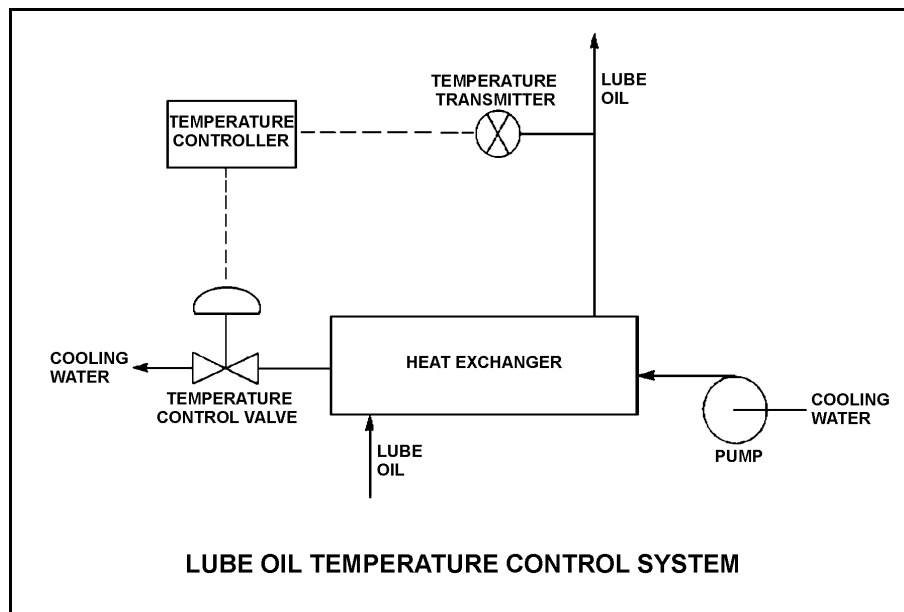 TEMPERATURE
TRANSMITTER
LUBE
OIL
TEMPERATURE
CONTROLLER
HEAT EXCHANGER
COOLING
WATER
TEMPERATURE
CONTROL VALVE
LUBE
OIL
COOLING
WATER
PUMP
LUBE OIL TEMPERATURE CONTROL SYSTEM